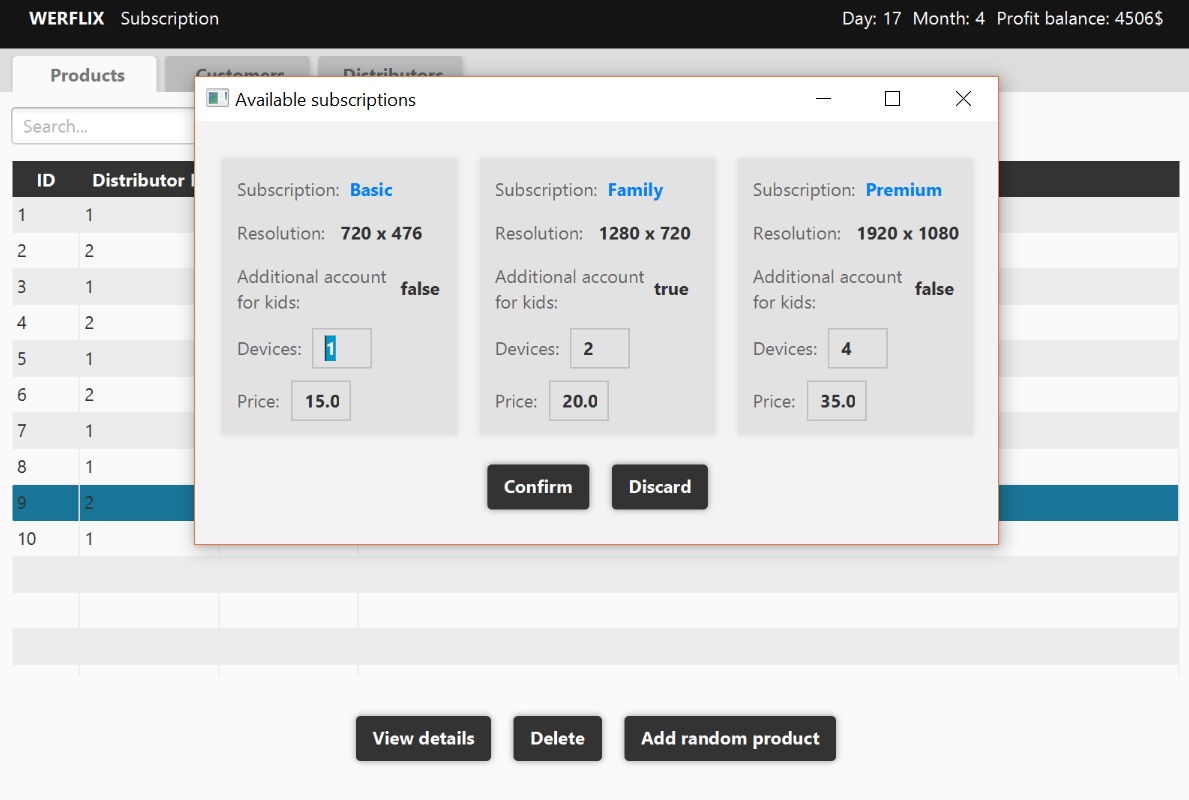 WERFLIX Subscription Day: 17 Month: 4 Profit balance: 4506$
Products Customers Distributors
Available subscriptions
Search...
ID Distributor
Subscription: Basic
Resolution: 720 x 476
Additional account
for kids: false
Devices: 1
Price: 15.0
Subscription: Family
Resolution: 1280 x 720
Additional account
for kids: true
Devices: 2
Price: 20.0
Subscription: Premium
Resolution: 1920 x 1080
Additional account
for kids: false
Devices: 4
Price: 35.0
Confirm Discard
1 1
2 2
3 1
4 2
5 1
6 2
7 1
8 1
9 2
10 1
View details Delete Add random product